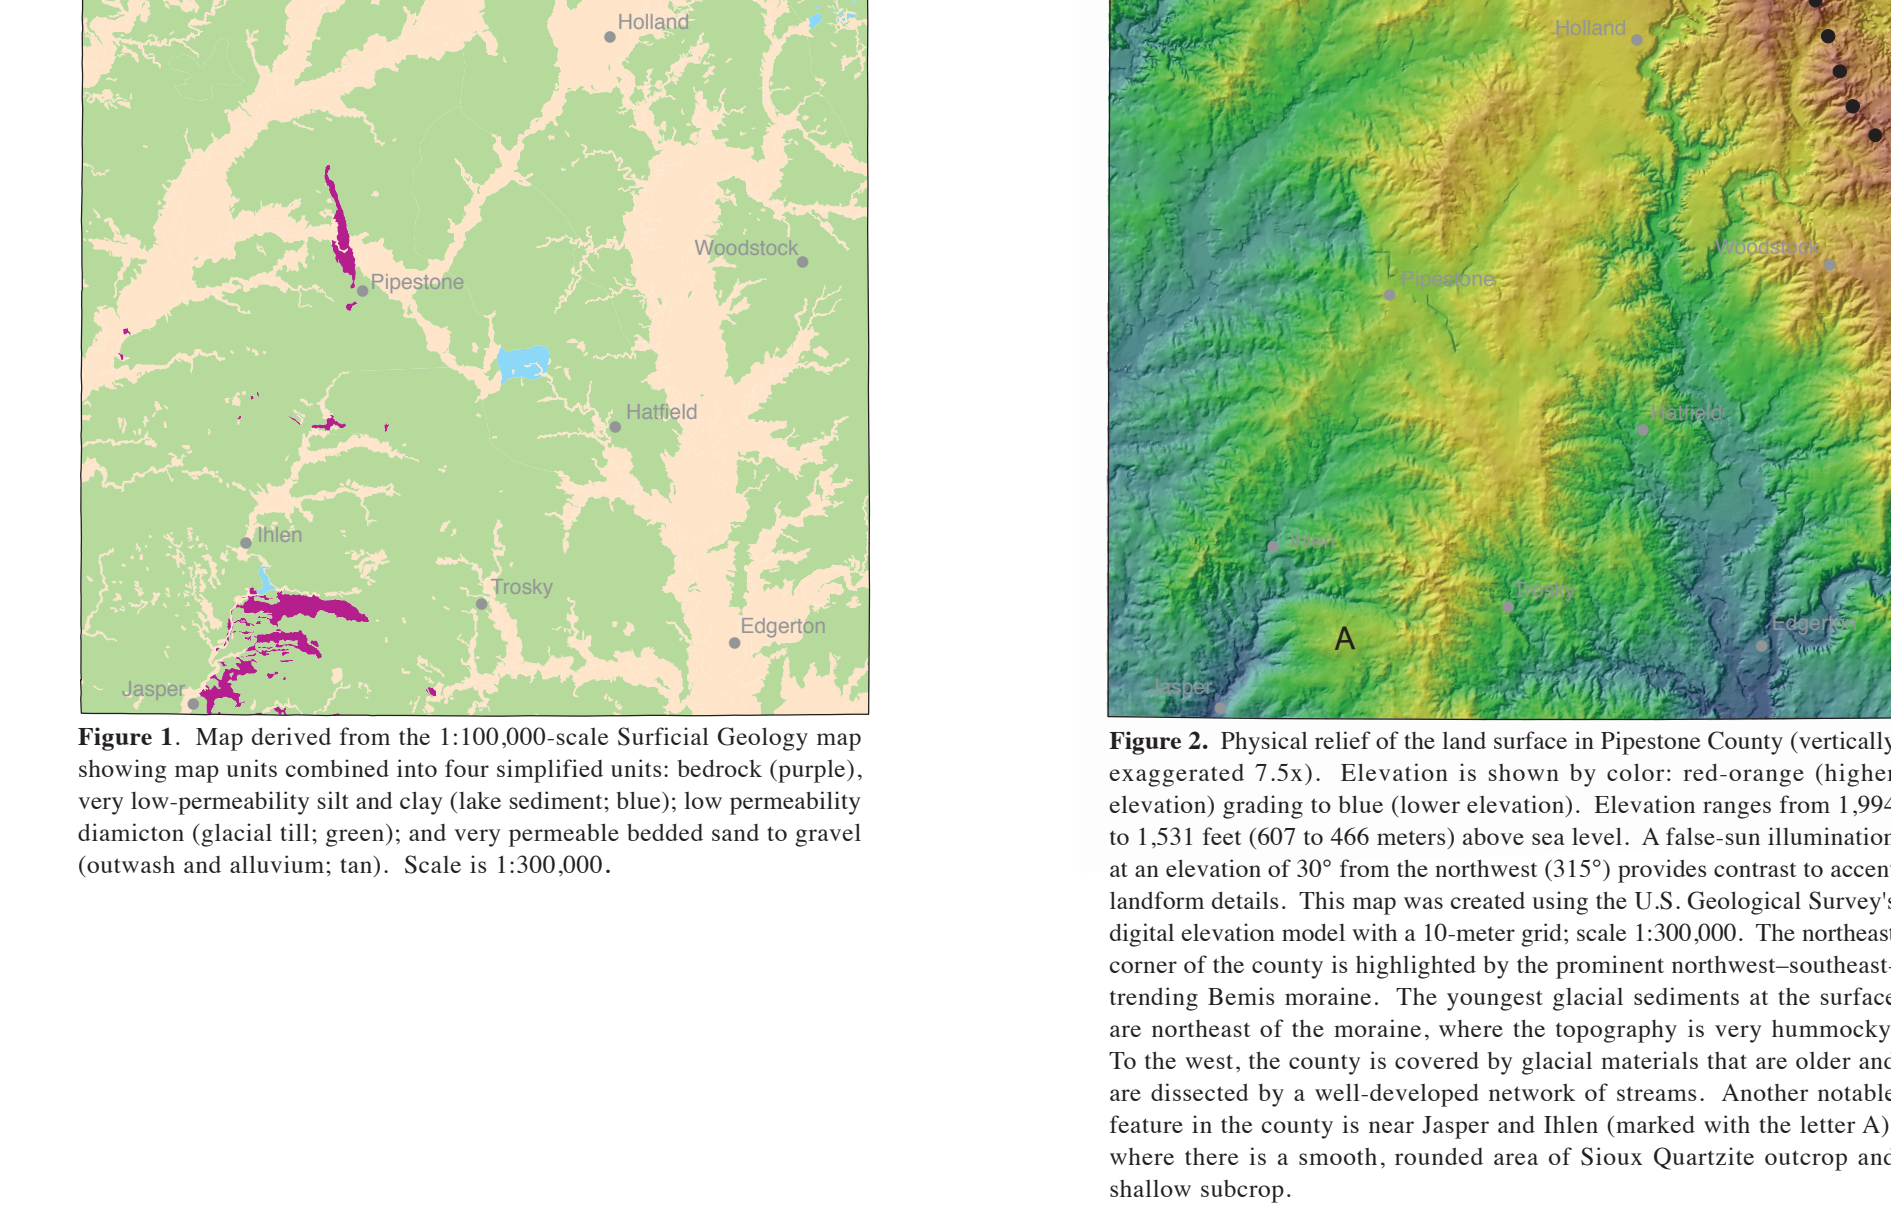 Holland
Woodstock
Pipestone
Hatfield
Ihlen
Trosky
Edgerton
Jasper
Figure 1. Map derived from the 1:100,000-scale Surficial Geology map
showing map units combined into four simplified units: bedrock (purple),
very low-permeability silt and clay (lake sediment; blue); low permeability
diamicton (glacial till; green); and very permeable bedded sand to gravel
(outwash and alluvium; tan). Scale is 1:300,000.
Holland
Woodstock
Pipestone
Hatfield
Ihlen
Trosky
Edgerton
A
Jasper
Figure 2. Physical relief of the land surface in Pipestone County (vertically
exaggerated 7.5x). Elevation is shown by color: red-orange (higher
elevation) grading to blue (lower elevation). Elevation ranges from 1,994
to 1,531 feet (607 to 466 meters) above sea level. A false-sun illumination
at an elevation of 30° from the northwest (315°) provides contrast to accent
landform details. This map was created using the U.S. Geological Survey's
digital elevation model with a 10-meter grid; scale 1:300,000. The northeast
corner of the county is highlighted by the prominent northwest–southeast-
trending Bemis moraine. The youngest glacial sediments at the surface
are northeast of the moraine, where the topography is very hummocky
To the west, the county is covered by glacial materials that are older and
are dissected by a well-developed network of streams. Another notable
feature in the county is near Jasper and Ihlen (marked with the letter A)
where there is a smooth, rounded area of Sioux Quartzite outcrop and
shallow subcrop.